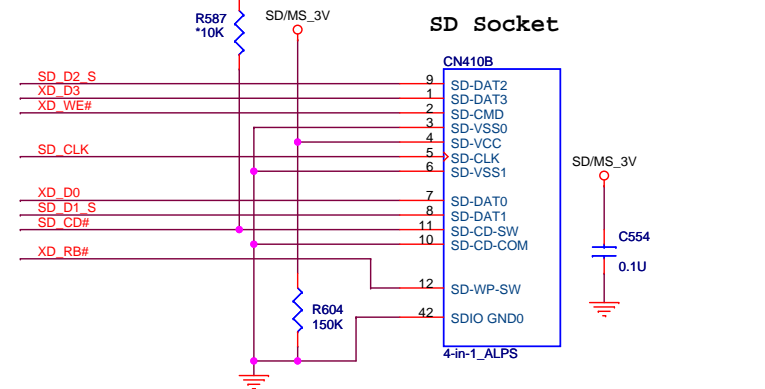 R587
*10K
SD/MS_3V
SD Socket
CN410B
SD_D2_S 9 SD-DAT2
XD_D3 1 SD-DAT3
XD_WE# 2 SD-CMD
3 SD-VSS0
4 SD-VCC
SD_CLK 5 SD-CLK
6 SD-VSS1
SD/MS_3V
XD_D0 7 SD-DAT0
SD_D1_S 8 SD-DAT1
SD_CD# 11 SD-CD-SW
10 SD-CD-COM
C554
0.1U
XD_RB#
12 SD-WP-SW
R604
150K
42 SDIO GND0
4-in-1_ALPS